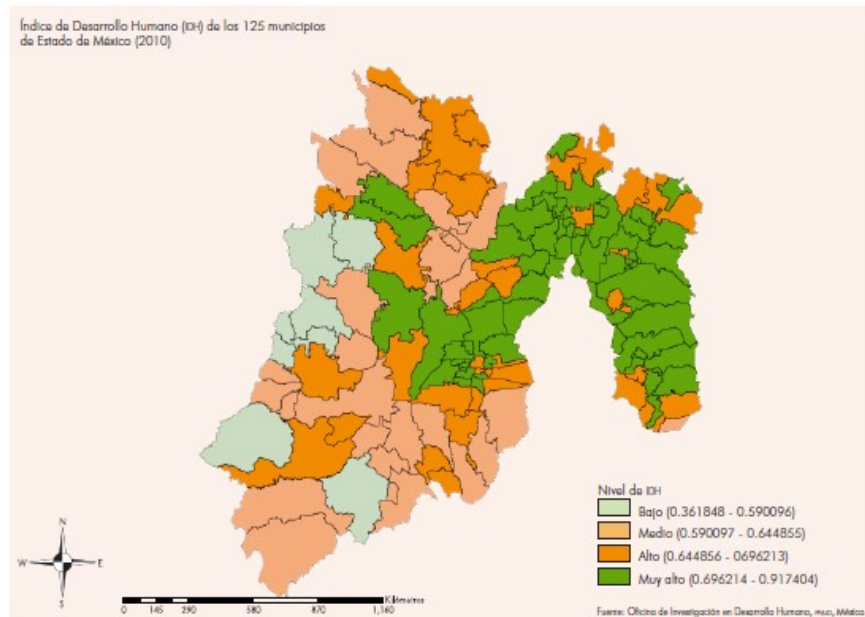 Índice de Desarrollo Humano (IDH) de los 125 municipios
de Estado de México (2010)
Nivel de IDH
Bajo (0.361848 - 0.590096)
Medio (0.590097 - 0.644855)
Alto (0.644856 - 0696213)
Muy alto (0.696214 - 0.917404)
N
W E
S
Kilómetros
0 145 290 580 870 1,160
Fuente: Oficina de Investigación en Desarrollo Humano, PNUD, México